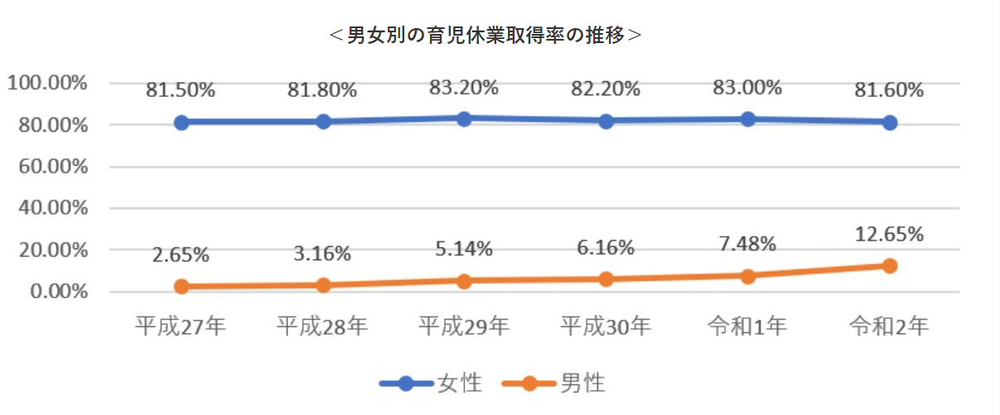 ＜男女別の育児休業取得率の推移＞
100.00%
80.00%
60.00%
40.00%
20.00%
0.00%
81.50% 81.80% 83.20% 82.20% 83.00% 81.60%
2.65% 3.16% 5.14% 6.16% 7.48% 12.65%
平成27年 平成28年 平成29年 平成30年 令和1年 令和2年
女性 男性